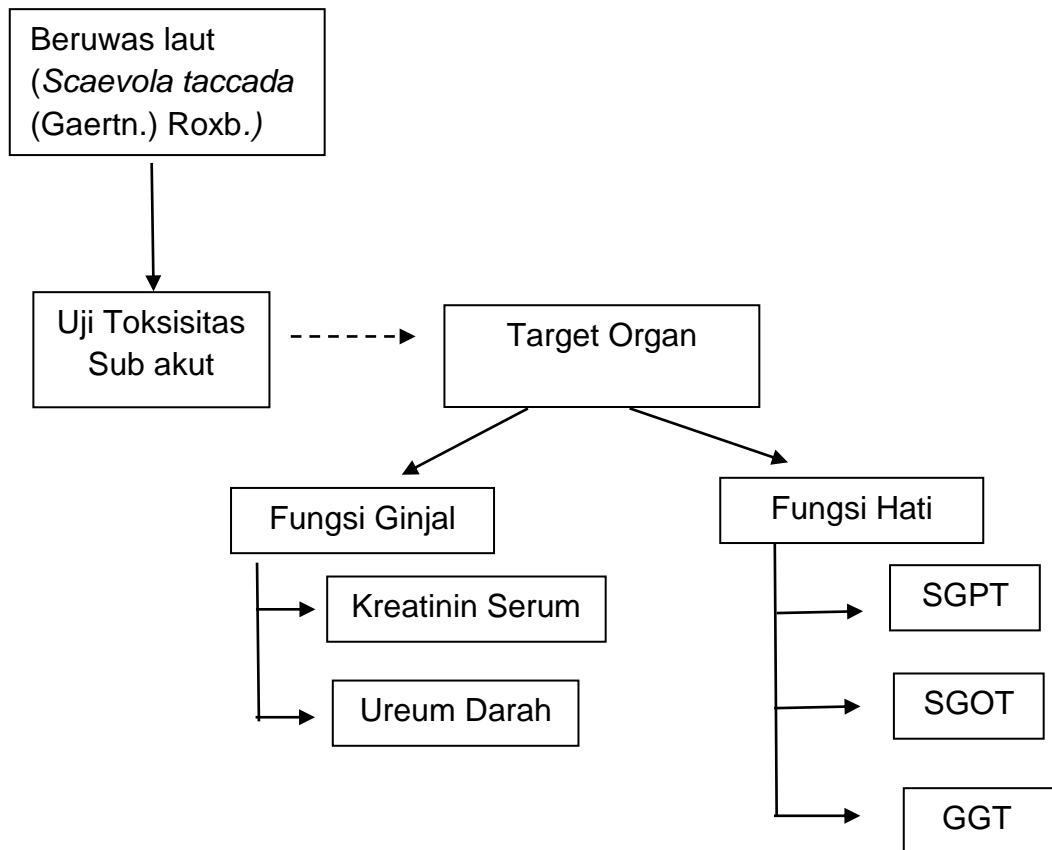 Beruwas laut
(Scaevola taccada
(Gaertn.) Roxb.)
Uji Toksisitas
Sub akut
Target Organ
Fungsi Ginjal
Kreatinin Serum
Ureum Darah
Fungsi Hati
SGPT
SGOT
GGT